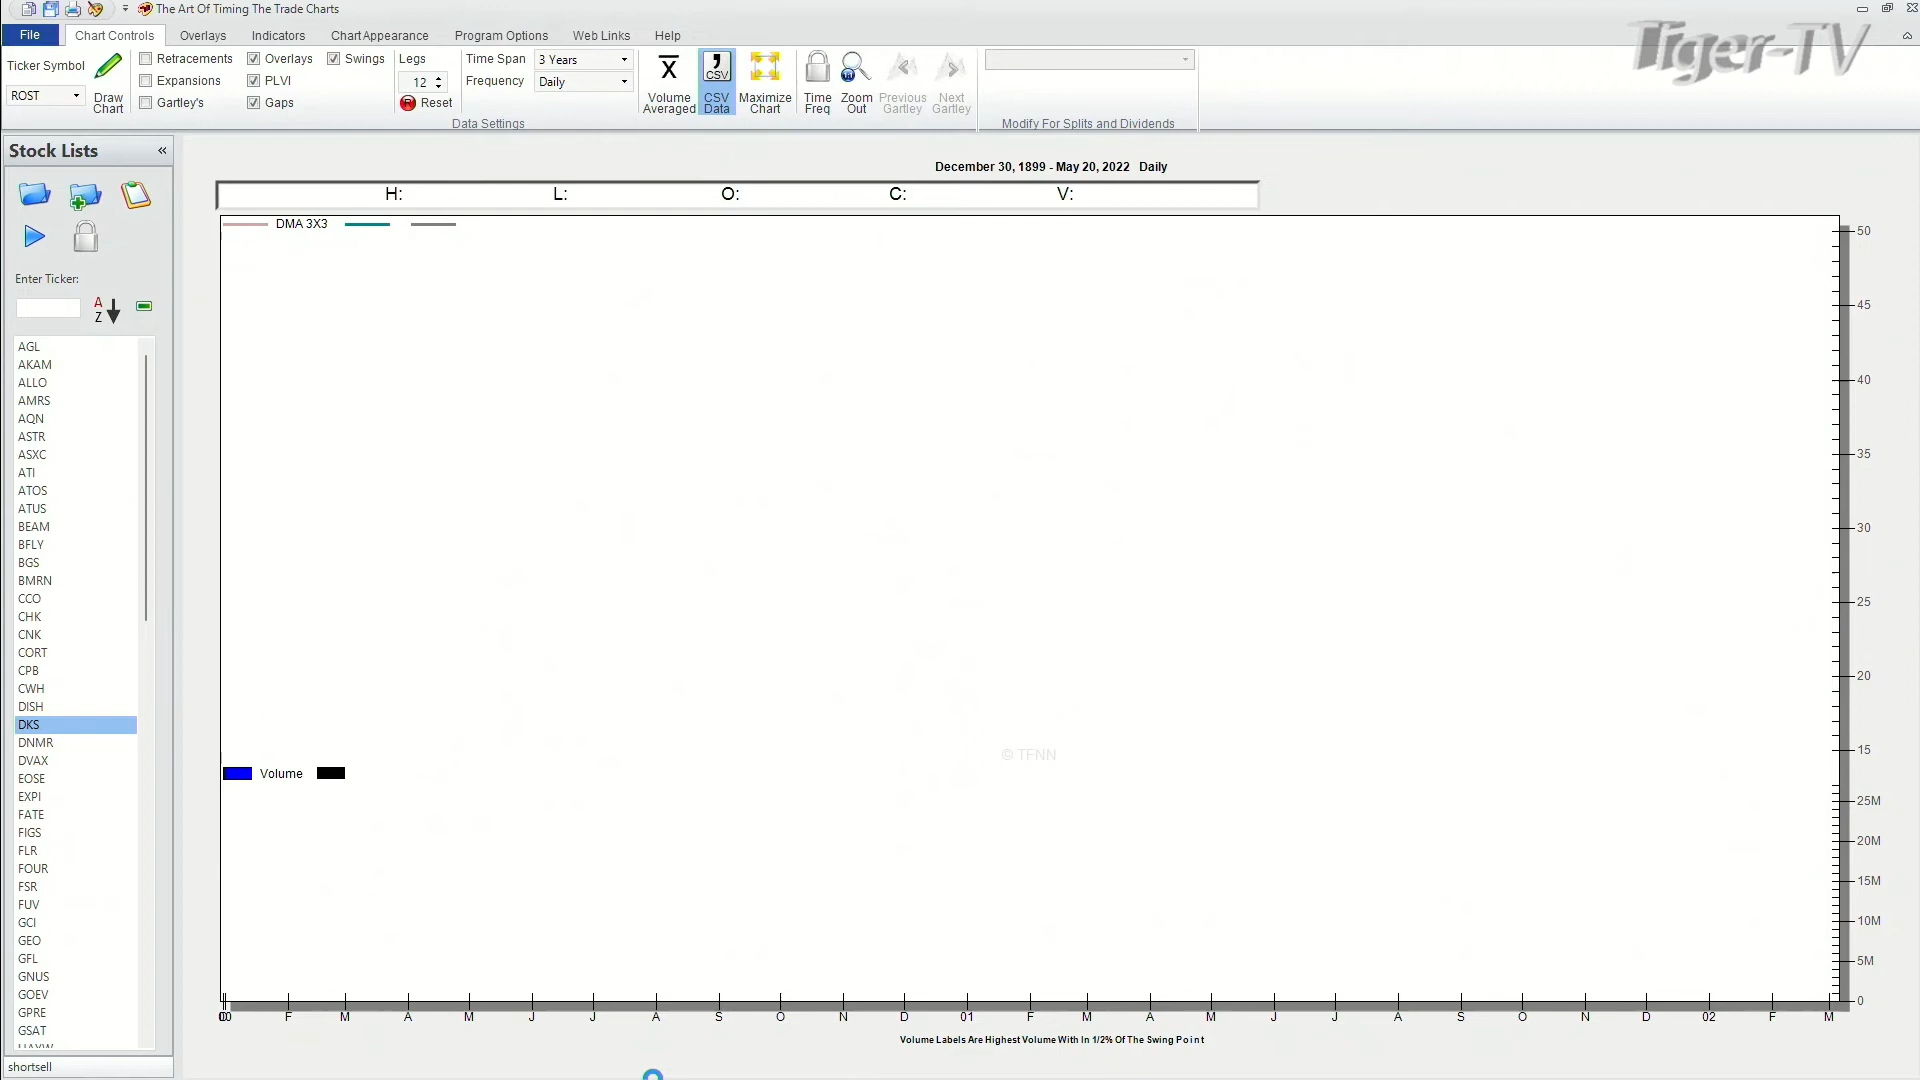 The Art Of Timing The Trade Charts
File Chart Controls Overlays Indicators Chart Appearance Program Options Web Links Help
Tiger-TV
Ticker Symbol
ROST
Draw
Chart
Retracements
Expansions
Gartley's
Overlays
PLVI
Gaps
Swings
Legs
12
Reset
Time Span 3 Years
Frequency Daily
Data Settings
Volume
Averaged
CSV
CSV
Data
Maximize
Chart
Time
Freq
Zoom
Out
Previous
Gartley
Next
Gartley
Modify For Splits and Dividends
Stock Lists
Enter Ticker:
A
Z
AGL
AKAM
ALLO
AMRS
AQN
ASTR
ASXC
ATI
ATOS
ATUS
BEAM
BFLY
BGS
BMRN
CCO
CHK
CNK
CORT
CPB
CWH
DISH
DKS
DNMR
DVAX
EOSE
EXPI
FATE
FIGS
FLR
FOUR
FSR
FUV
GCI
GEO
GFL
GNUS
GOEV
GPRE
GSAT
shortsell
December 30, 1899 - May 20, 2022 Daily
H: L: O: C: V:
DMA 3X3
50
45
40
35
30
25
20
15
© TFNN
Volume
25M
20M
15M
10M
5M
0
F M A M J J A S O N D 01 F M A M J J A S O N D 02 F M
Volume Labels Are Highest Volume With In 1/2% Of The Swing Point